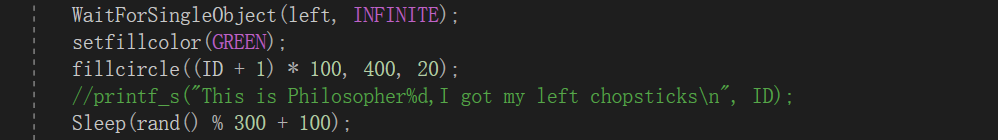 WaitForSingleObject(left, INFINITE);
setfillcolor(GREEN);
fillcircle((ID + 1) * 100, 400, 20);
//printf_s("This is Philosopher%d,I got my left chopsticks\n", ID);
Sleep(rand() % 300 + 100);